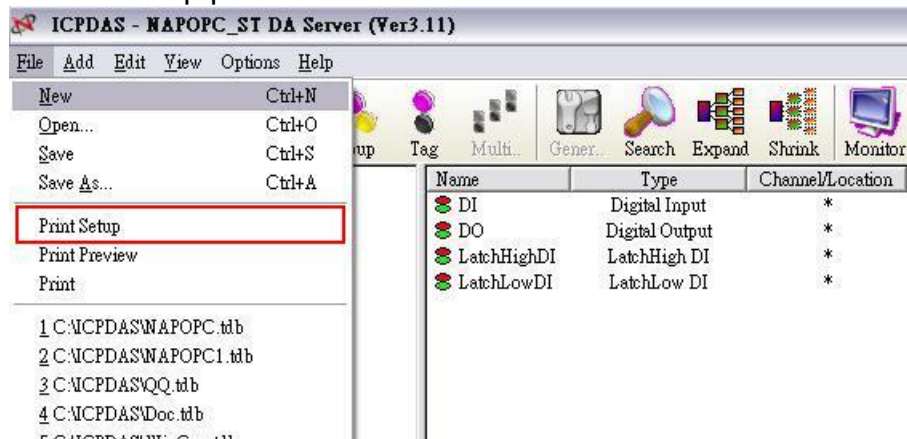 ICPDAS - NAPOPC_ST DA Server (Ver3.11)
File Add Edit View Options Help
New Ctrl+N
Open... Ctrl+O
Save Ctrl+S
Save As... Ctrl+A
Print Setup
Print Preview
Print
1 C:\ICPDAS\NAPOPC.tdb
2 C:\ICPDAS\NAPOPC1.tdb
3 C:\ICPDAS\QQ.tdb
4 C:\ICPDAS\Doc.tdb
Tag Multi... Gener... Search Expand Shrink Monitor
Name Type Channel/Location
DI Digital Input *
DO Digital Output *
LatchHighDI LatchHigh DI *
LatchLowDI LatchLow DI *